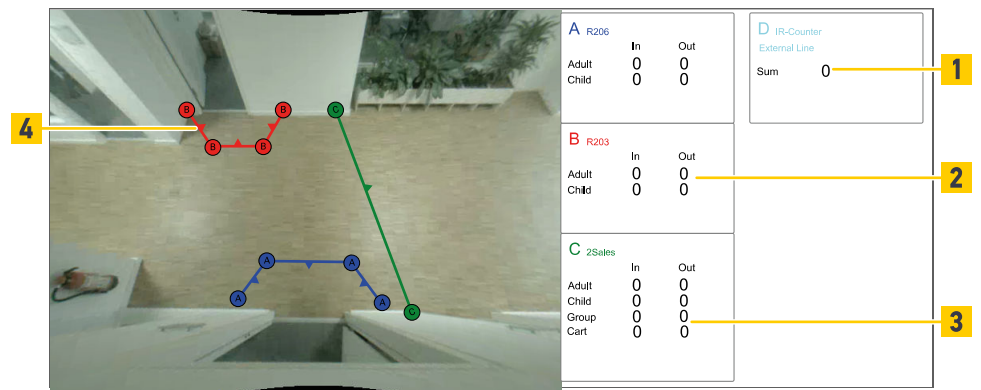 A R206
In Out
Adult 0 0
Child 0 0
D IR-Counter
External Line
Sum 0
1
B R203
In Out
Adult 0 0
Child 0 0
2
C 2Sales
In Out
Adult 0 0
Child 0 0
Group 0 0
Cart 0 0
3
4
B B C
B B
A A
A A C